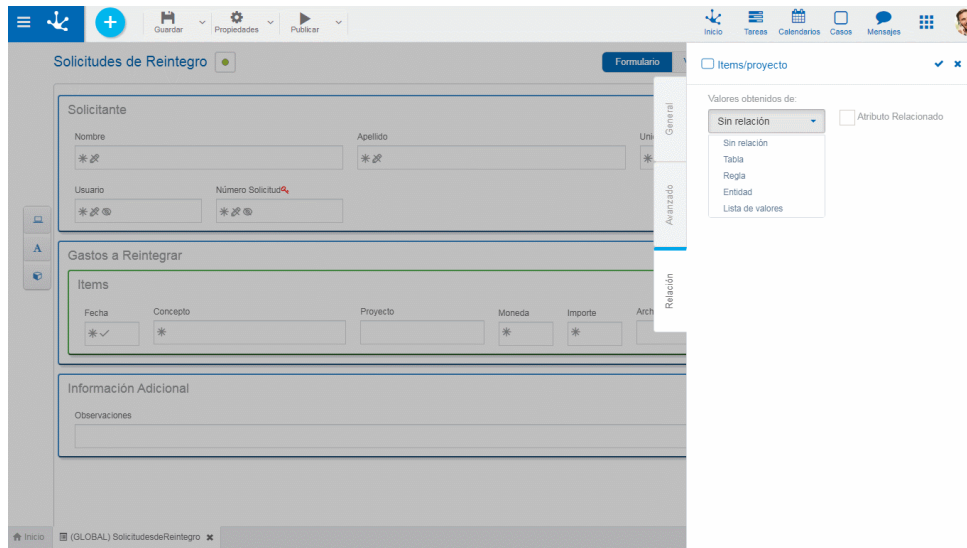 Guardar
Propiedades
Publicar
Inicio
Tareas
Calendarios
Casos
Mensajes
Solicitudes de Reintegro
Formulario
Items/proyecto
Valores obtenidos de:
Sin relación
Atributo Relacionado
Sin relación
Tabla
Regla
Entidad
Lista de valores
General
Avanzado
Relación
Solicitante
Nombre
Apellido
Usuario
Número Solicitud
Gastos a Reintegrar
Items
Fecha
Concepto
Proyecto
Moneda
Importe
Información Adicional
Observaciones
Inicio
(GLOBAL) SolicitudesdeReintegro